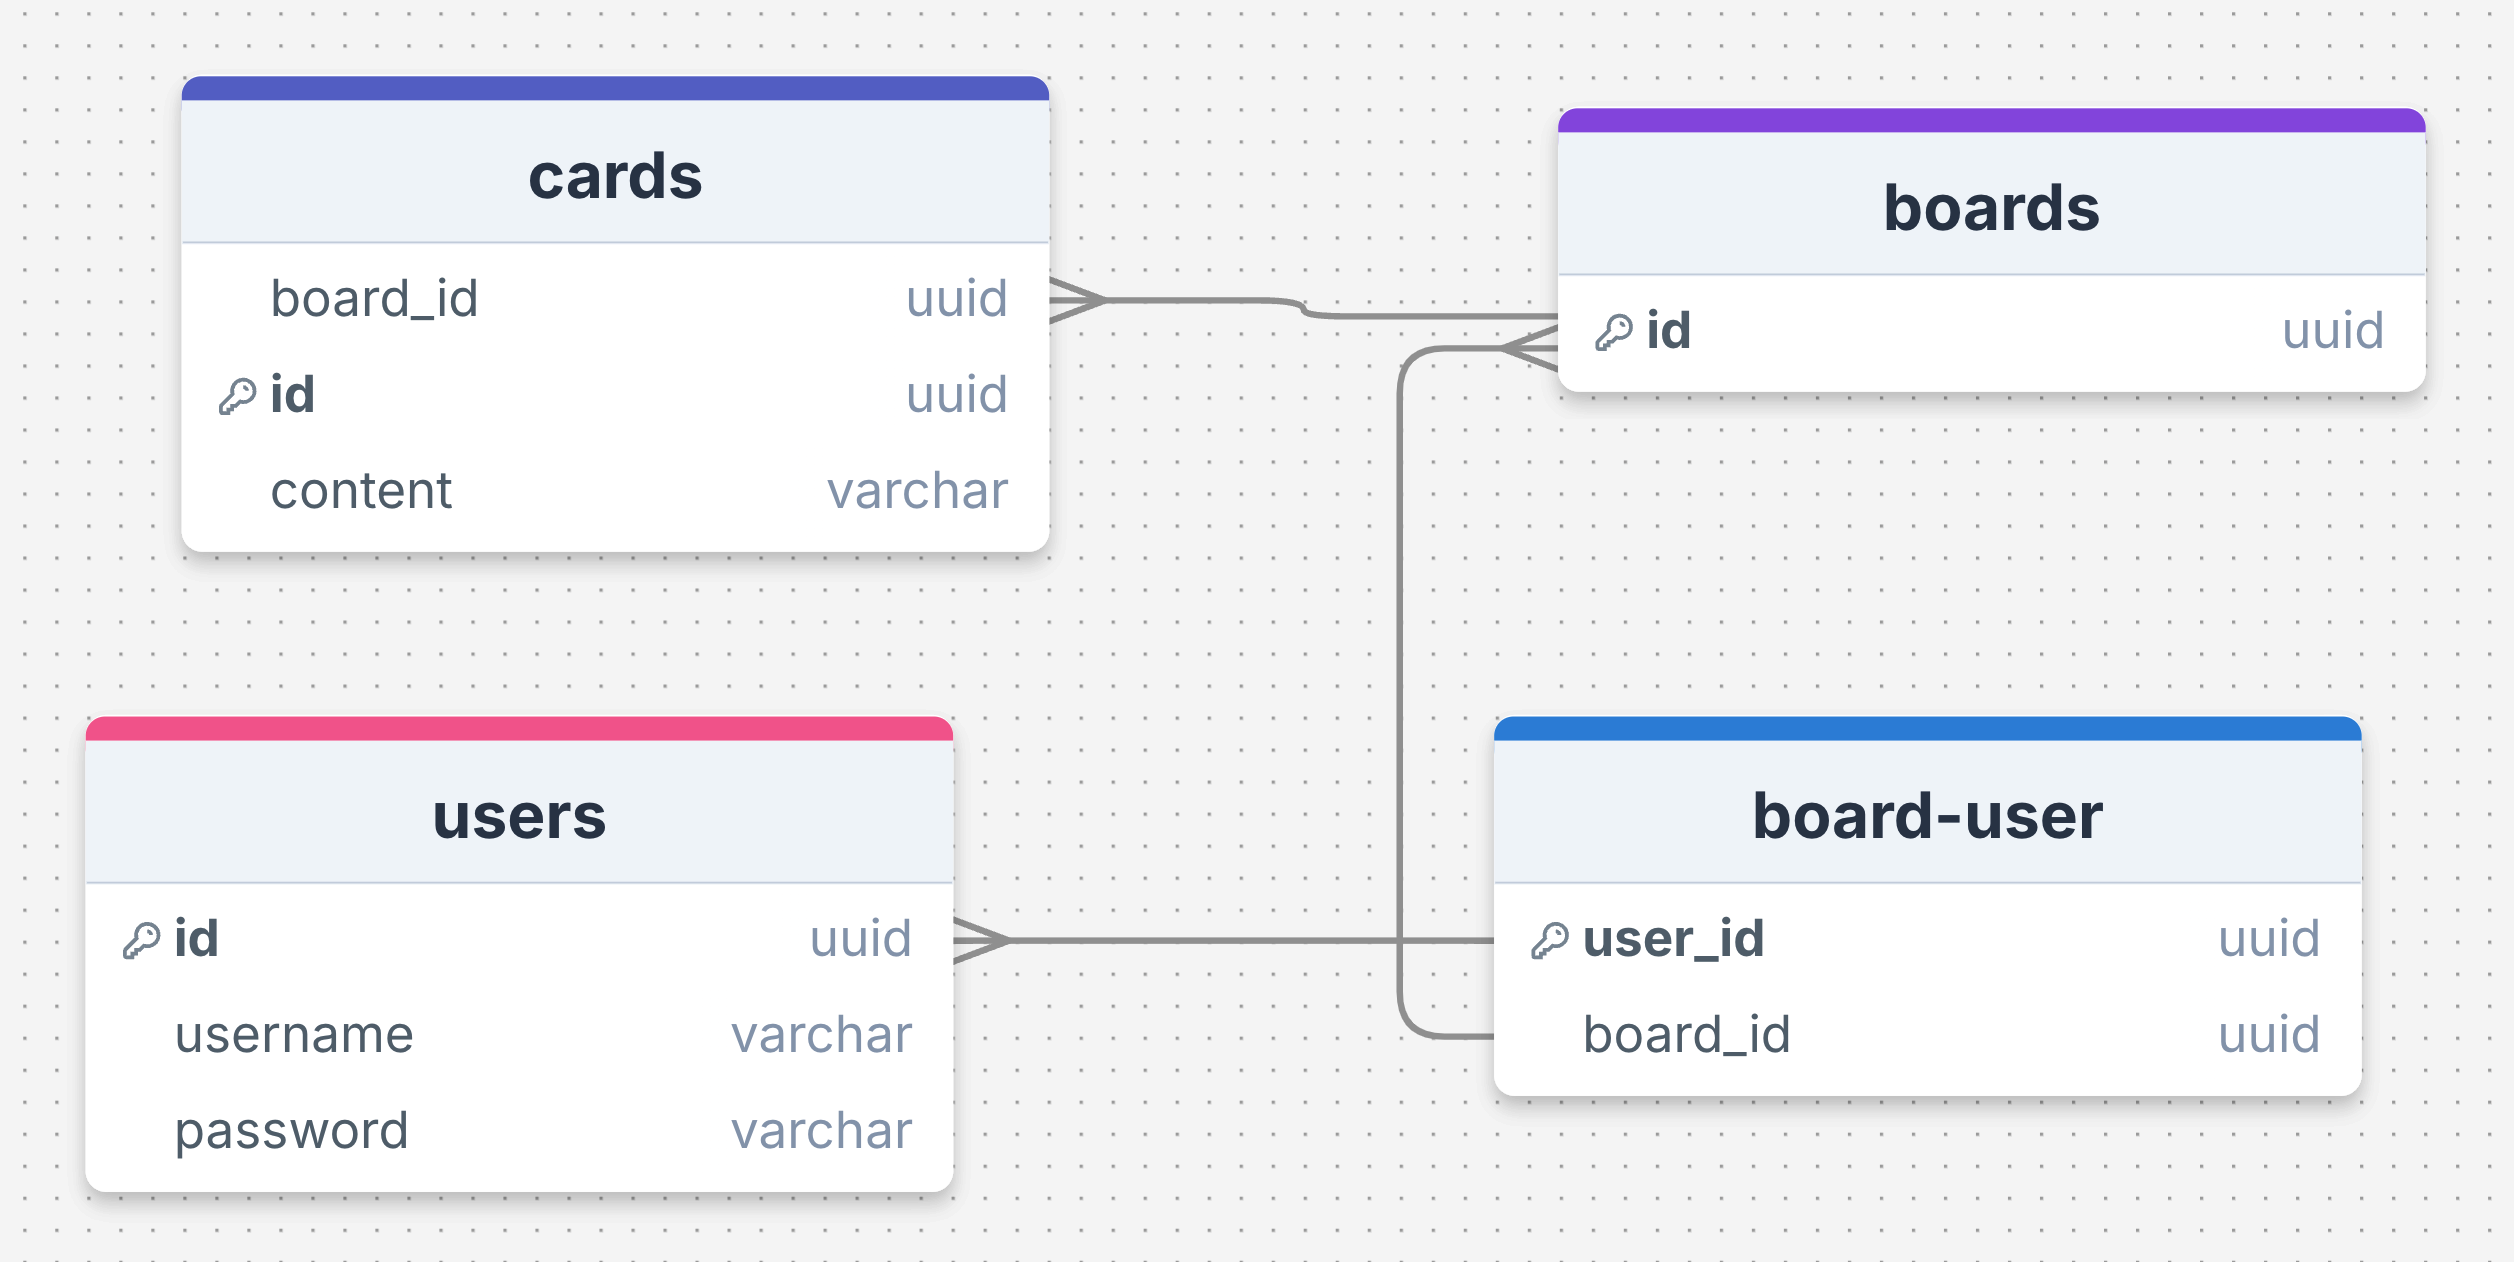 cards
board_id uuid
id uuid
content varchar
boards
id uuid
users
id uuid
username varchar
password varchar
board-user
user_id uuid
board_id uuid